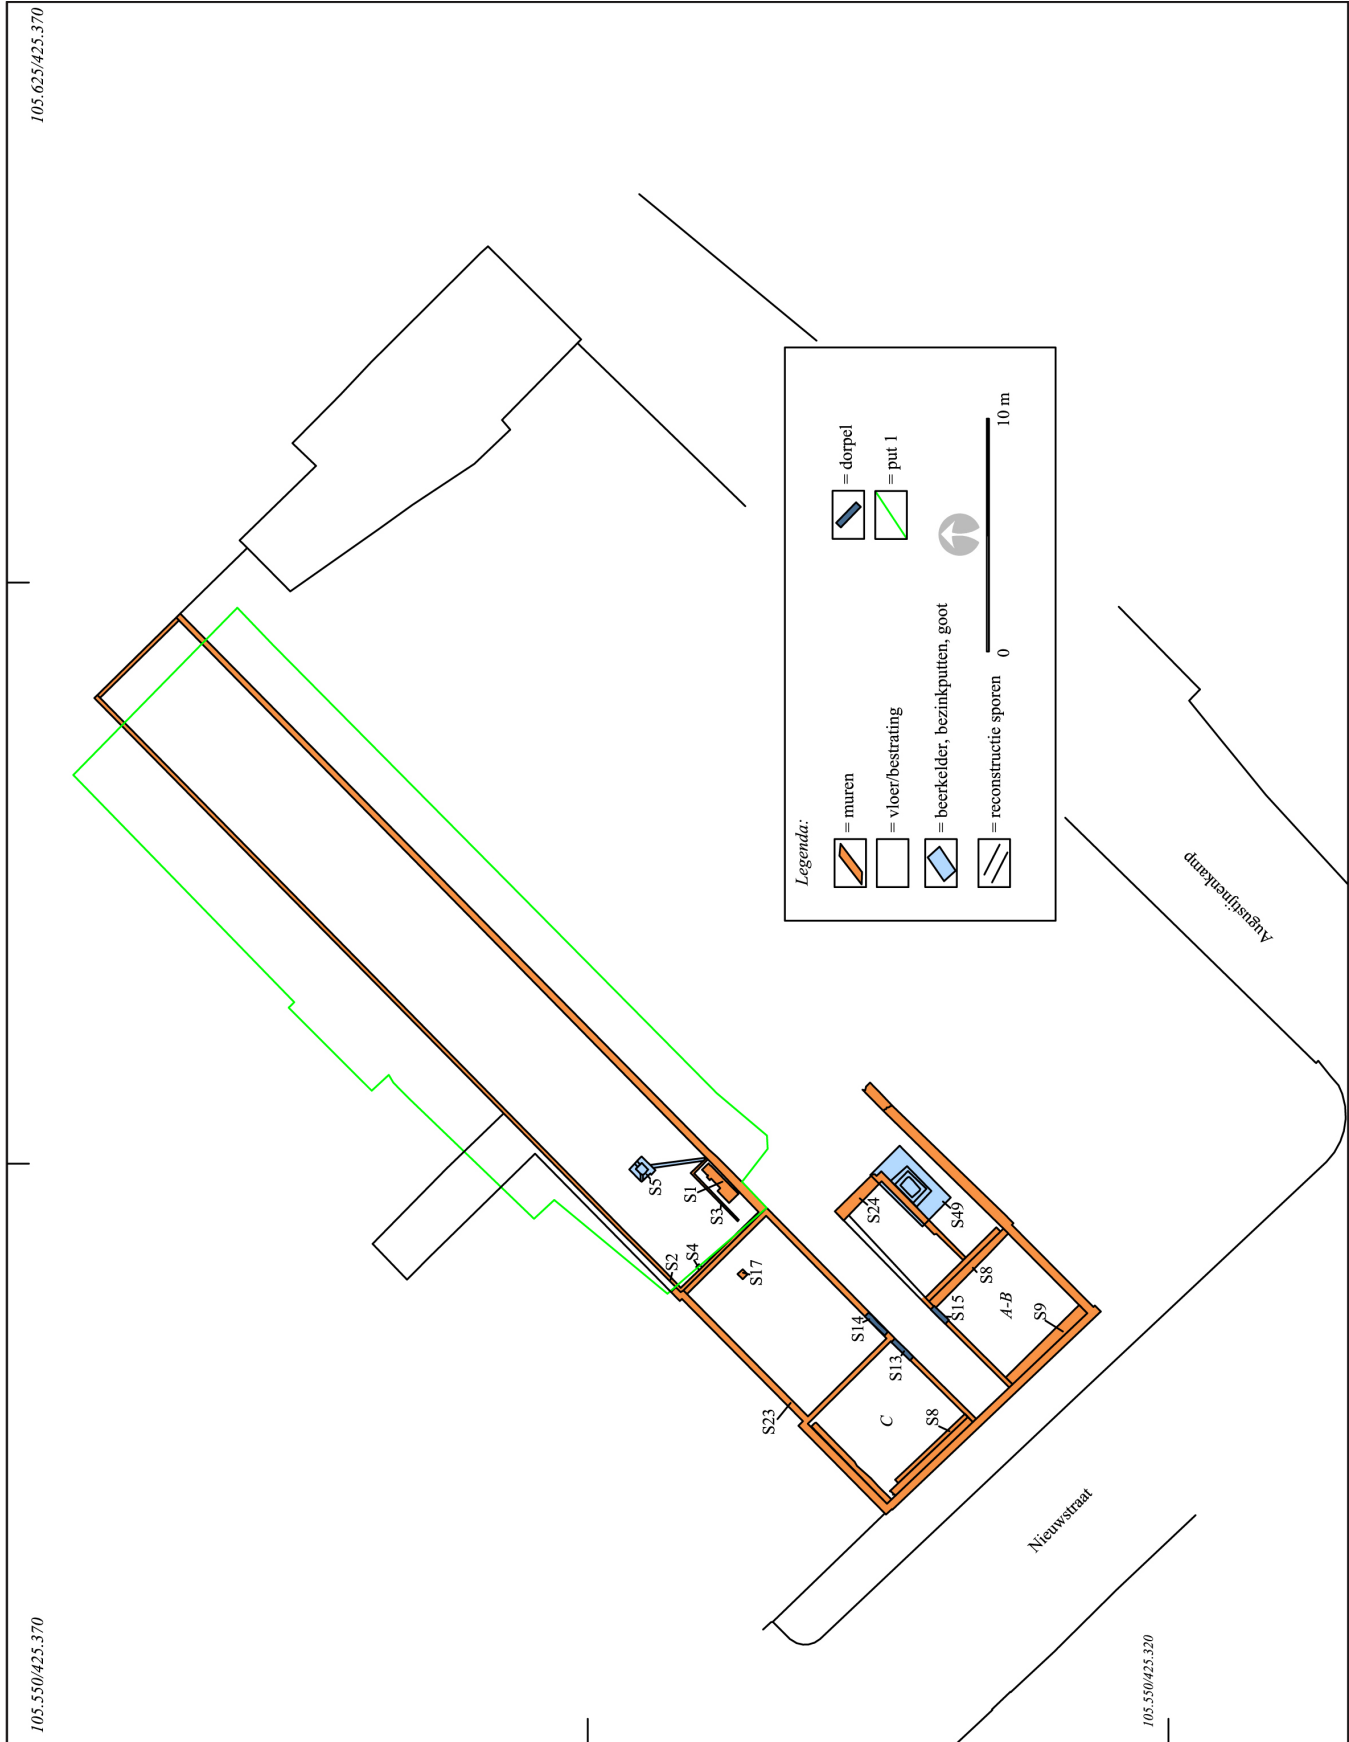 105.550/425.370
105.625/425.370
S5
S1
S3
S2
S4
S17
S14
S13
S23
C
S8
S24
S49
S8
S15
A-B
S9
Nieuwstraat
Augustijnenkamp
105.550/425.320
Legenda:
= muren
= vloer/bestrating
= beerkelder, bezinkputten, goot
= reconstructie sporen
= dorpel
= put 1
0
10 m